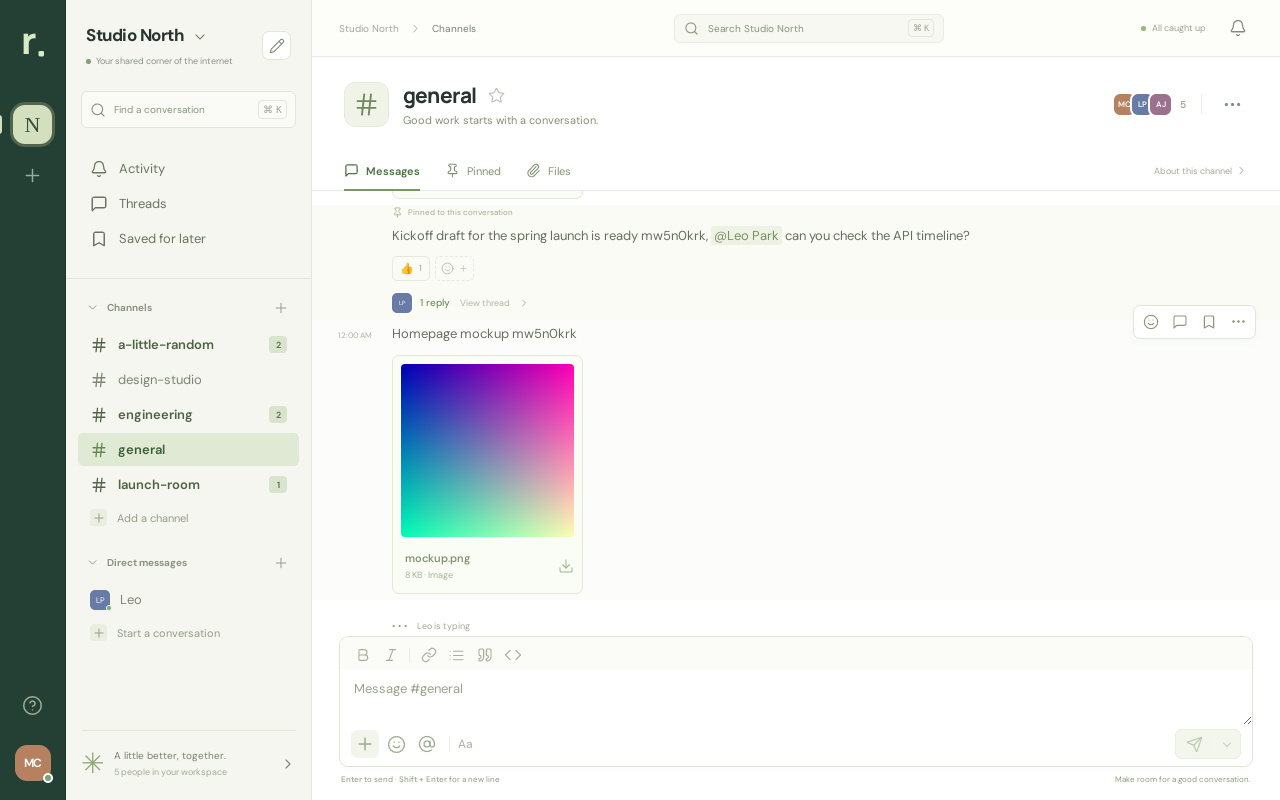 r.
N
MC
Studio North
Your shared corner of the internet
Find a conversation
⌘ K
Activity
Threads
Saved for later
Channels
a-little-random
2
design-studio
engineering
2
general
launch-room
1
Add a channel
Direct messages
LP
Leo
Start a conversation
A little better, together.
5 people in your workspace
Studio North
Channels
Search Studio North
⌘ K
All caught up
general
Good work starts with a conversation.
MC
LP
AJ
5
Messages
Pinned
Files
About this channel
Pinned to this conversation
Kickoff draft for the spring launch is ready mw5n0krk, @Leo Park can you check the API timeline?
👍 1
+
LP
1 reply
View thread
12:00 AM
Homepage mockup mw5n0krk
mockup.png
8 KB · Image
Leo is typing
Message #general
Aa
Enter to send · Shift + Enter for a new line
Make room for a good conversation.